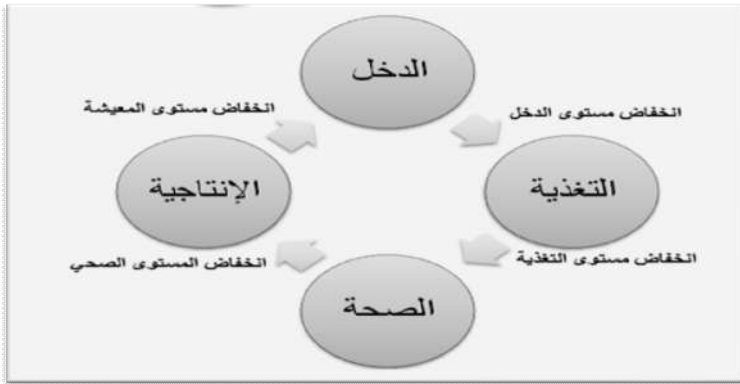 الدخل
انخفاض مستوى الدخل
انخفاض مستوى المعيشة
التغذية
الإنتاجية
انخفاض مستوى التغذية
انخفاض المستوى الصحي
الصحة